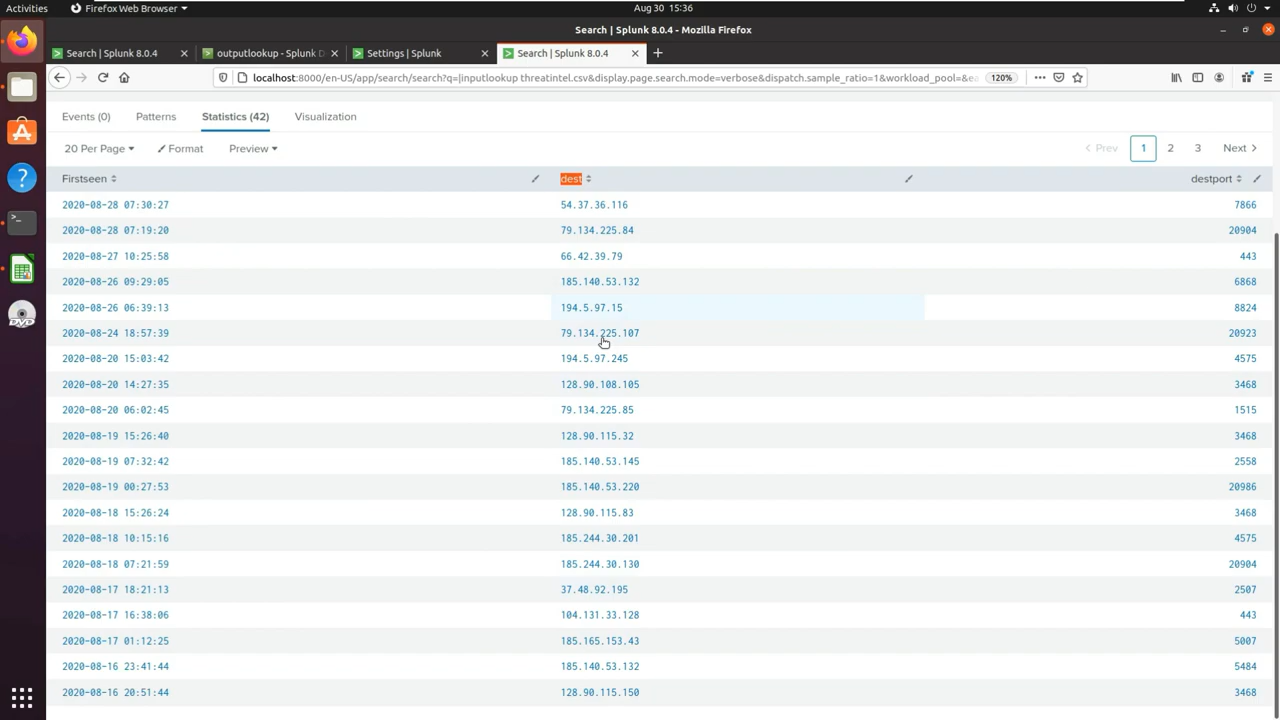 Activities Firefox Web Browser Aug 30 15:36
Search | Splunk 8.0.4 - Mozilla Firefox
Search | Splunk 8.0.4 outputlookup - Splunk D Settings | Splunk Search | Splunk 8.0.4
localhost:8000/en-US/app/search/search?q=|inputlookup threatintel.csv&display.page.search.mode=verbose&dispatch.sample_ratio=1&workload_pool=&ea 120%
Events (0) Patterns Statistics (42) Visualization
20 Per Page Format Preview Prev 1 2 3 Next
Firstseen dest destport
2020-08-28 07:30:27 54.37.36.116 7866
2020-08-28 07:19:20 79.134.225.84 20904
2020-08-27 10:25:58 66.42.39.79 443
2020-08-26 09:29:05 185.140.53.132 6868
2020-08-26 06:39:13 194.5.97.15 8824
2020-08-24 18:57:39 79.134.225.107 20923
2020-08-20 15:03:42 194.5.97.245 4575
2020-08-20 14:27:35 128.90.108.105 3468
2020-08-20 06:02:45 79.134.225.85 1515
2020-08-19 15:26:40 128.90.115.32 3468
2020-08-19 07:32:42 185.140.53.145 2558
2020-08-19 00:27:53 185.140.53.220 20986
2020-08-18 15:26:24 128.90.115.83 3468
2020-08-18 10:15:16 185.244.30.201 4575
2020-08-18 07:21:59 185.244.30.130 20904
2020-08-17 18:21:13 37.48.92.195 2507
2020-08-17 16:38:06 104.131.33.128 443
2020-08-17 01:12:25 185.165.153.43 5007
2020-08-16 23:41:44 185.140.53.132 5484
2020-08-16 20:51:44 128.90.115.150 3468
DVD